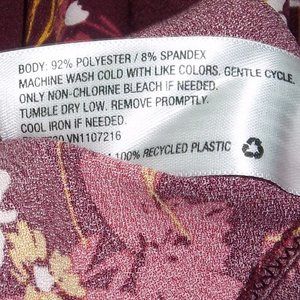 BODY: 92% POLYESTER / 8% SPANDEX
MACHINE WASH COLD WITH LIKE COLORS. GENTLE CYCLE.
ONLY NON-CHLORINE BLEACH IF NEEDED.
TUMBLE DRY LOW. REMOVE PROMPTLY.
COOL IRON IF NEEDED.
VN1107216
100% RECYCLED PLASTIC